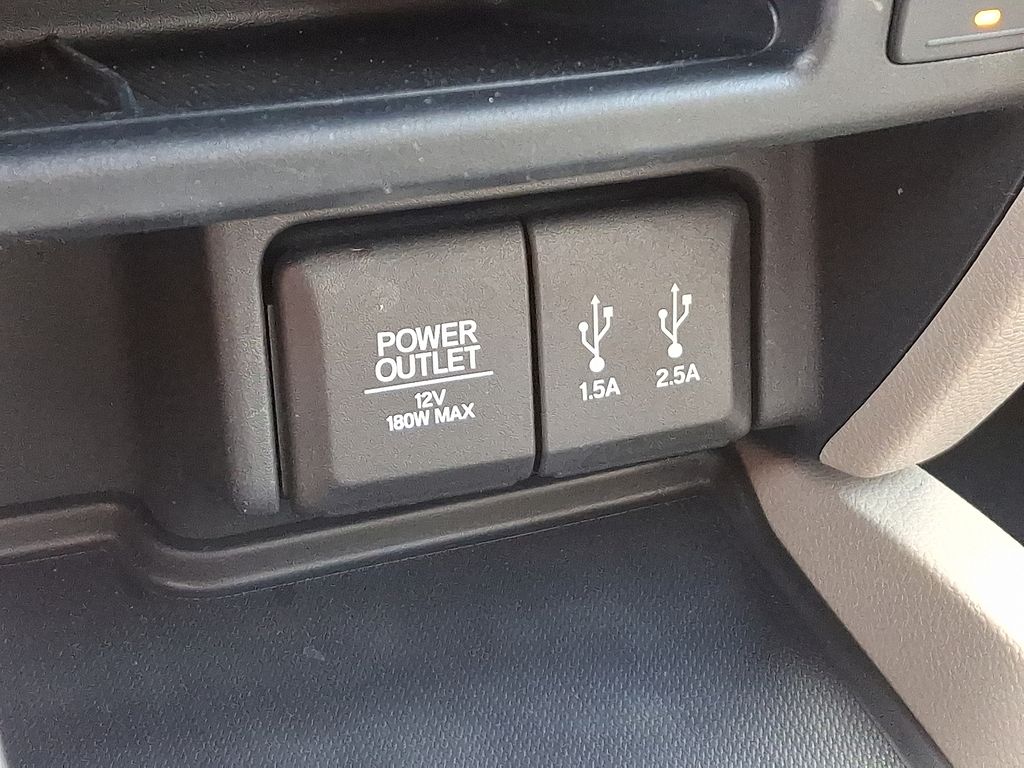 POWER
OUTLET
12V
180W MAX
1.5A
2.5A